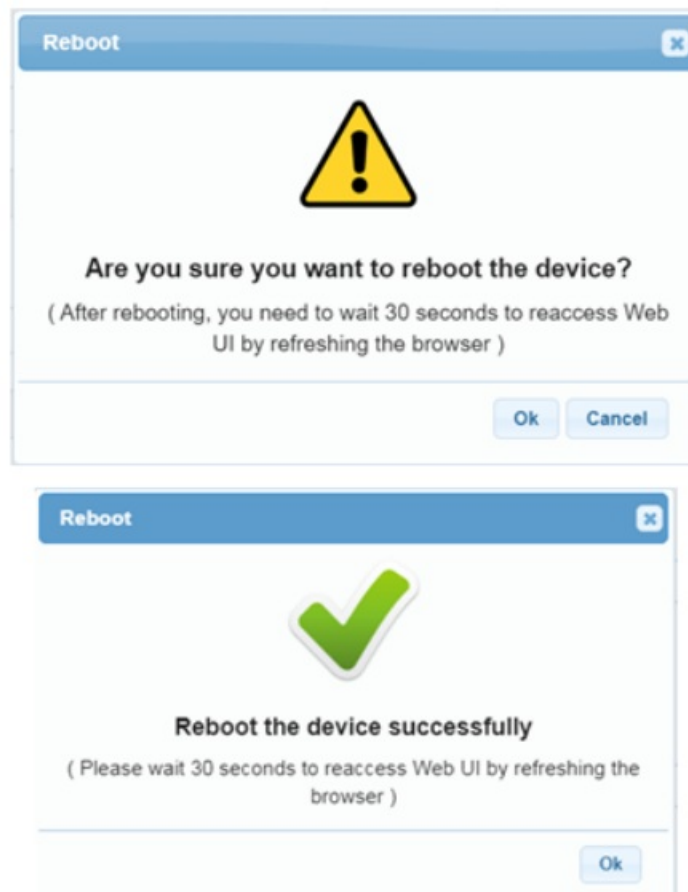 Reboot
Are you sure you want to reboot the device?
( After rebooting, you need to wait 30 seconds to reaccess Web
UI by refreshing the browser )
Ok Cancel
Reboot
Reboot the device successfully
( Please wait 30 seconds to reaccess Web UI by refreshing the
browser )
Ok